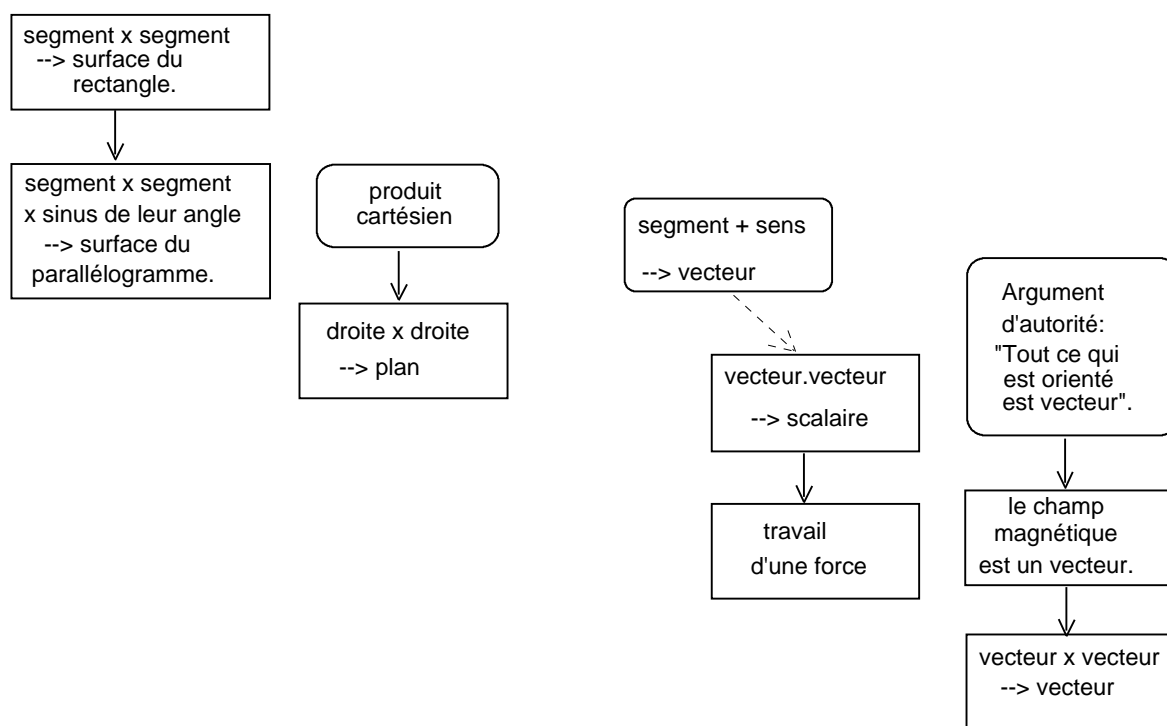 segment x segment
--> surface du
rectangle.
segment x segment
x sinus de leur angle
--> surface du
parallélogramme.
produit
cartésien
droite x droite
--> plan
segment + sens
--> vecteur
vecteur.vecteur
--> scalaire
travail
d'une force
Argument
d'autorité:
"Tout ce qui
est orienté
est vecteur".
le champ
magnétique
est un vecteur.
vecteur x vecteur
--> vecteur